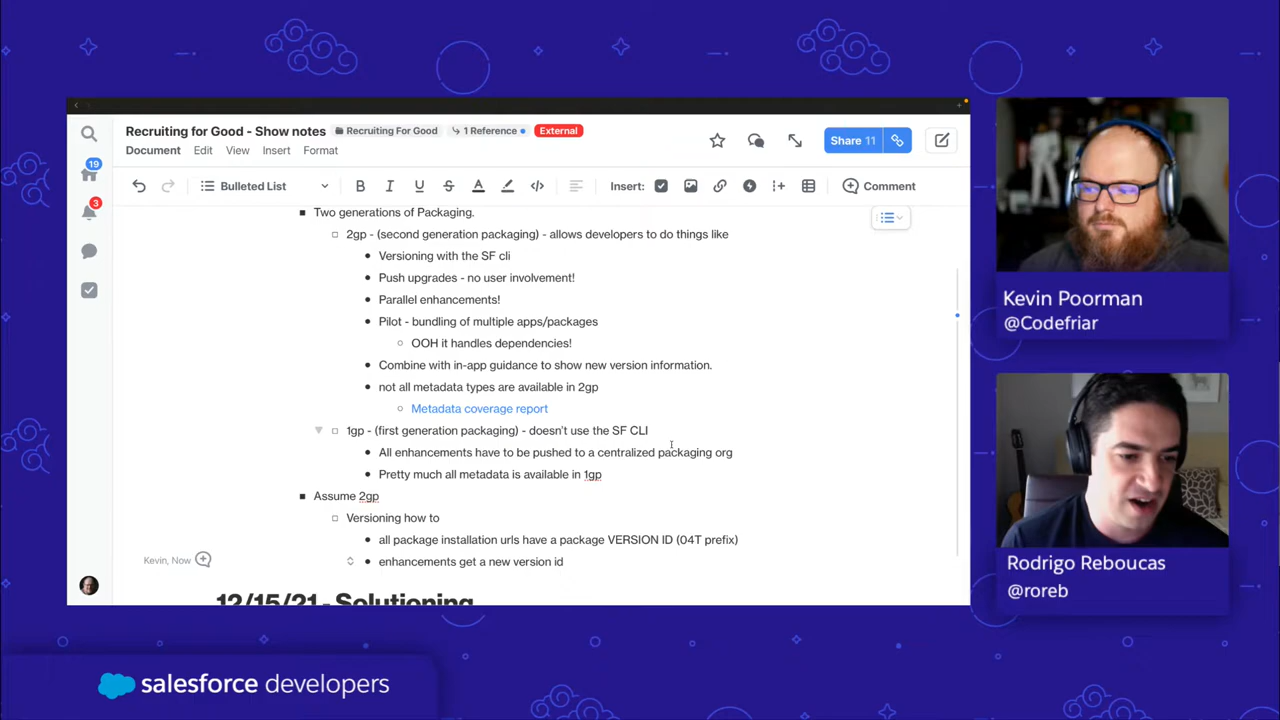 Recruiting for Good - Show notes Recruiting For Good 1 Reference External
Document Edit View Insert Format
Share 11
19
3
Bulleted List B I U S A Insert: Comment
Two generations of Packaging.
2gp - (second generation packaging) - allows developers to do things like
Versioning with the SF cli
Push upgrades - no user involvement!
Parallel enhancements!
Pilot - bundling of multiple apps/packages
OOH it handles dependencies!
Combine with in-app guidance to show new version information.
not all metadata types are available in 2gp
Metadata coverage report
1gp - (first generation packaging) - doesn't use the SF CLI
All enhancements have to be pushed to a centralized packaging org
Pretty much all metadata is available in 1gp
Assume 2gp
Versioning how to
all package installation urls have a package VERSION ID (04T prefix)
Kevin, Now
enhancements get a new version id
12/15/21 - Solutioning
Kevin Poorman
@Codefriar
Rodrigo Reboucas
@roreb
salesforce developers